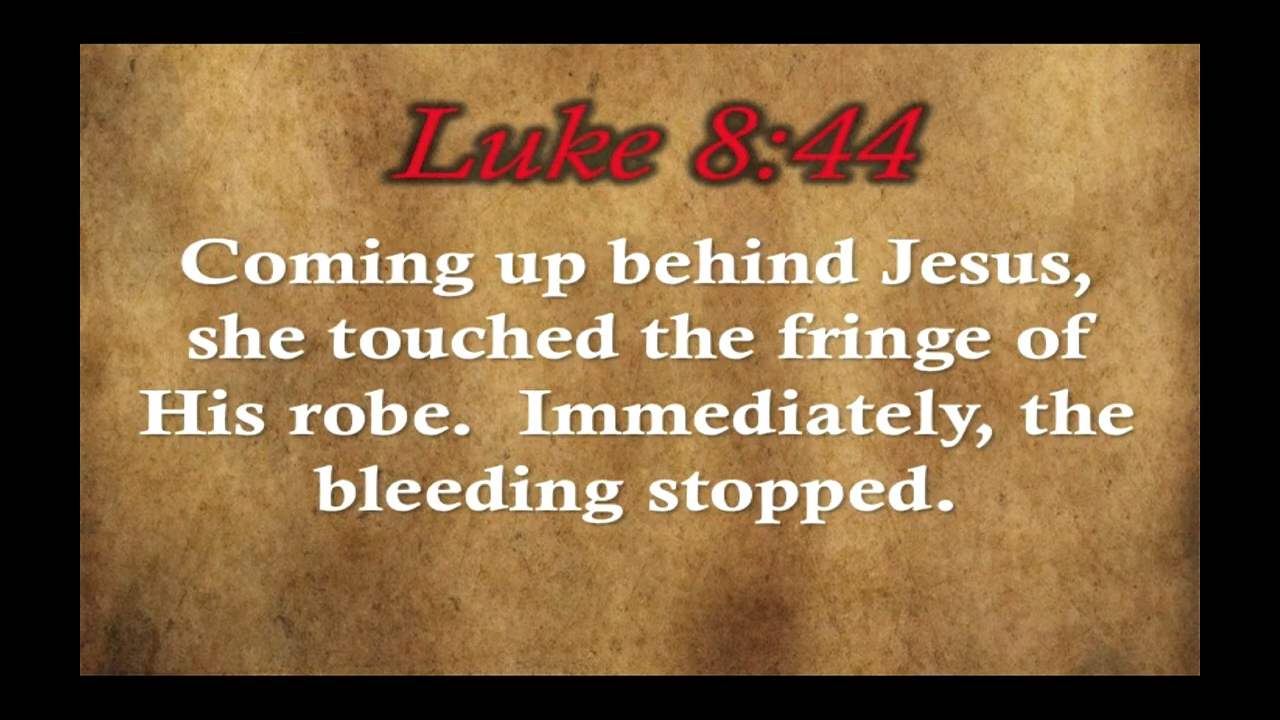 Luke 8:44
Coming up behind Jesus,
she touched the fringe of
His robe.  Immediately, the
bleeding stopped.